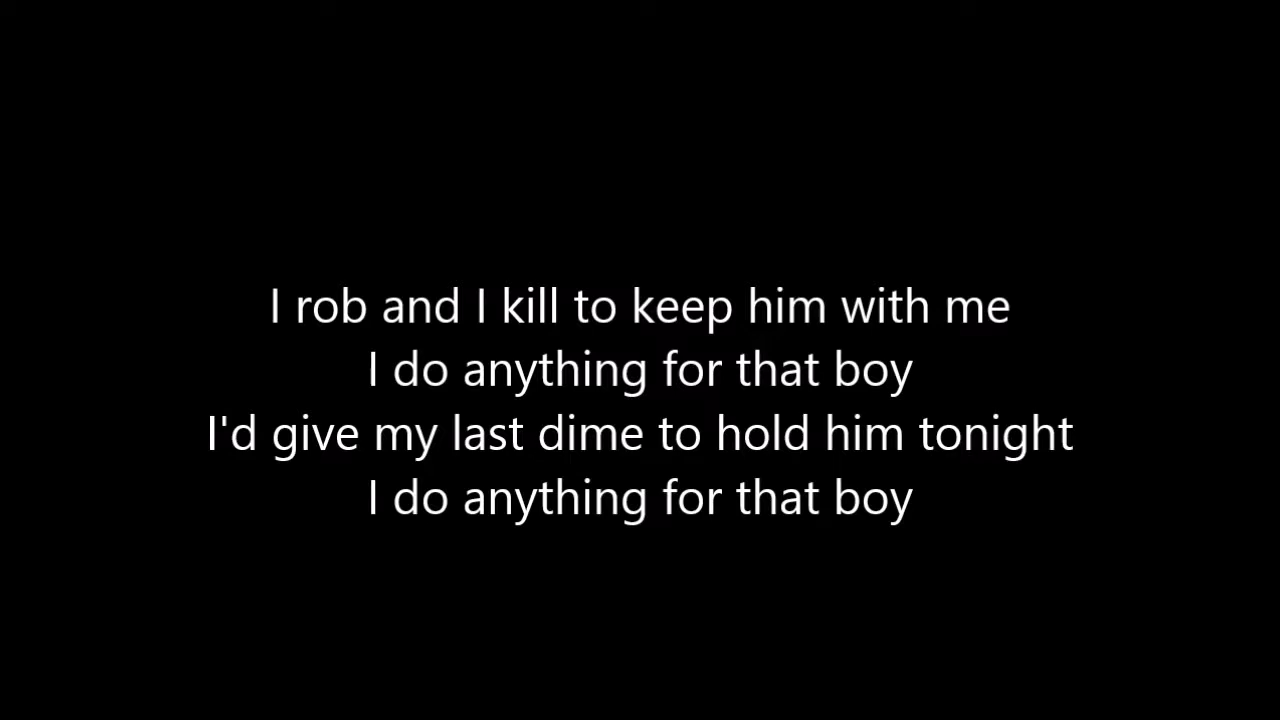 I rob and I kill to keep him with me
I do anything for that boy
I'd give my last dime to hold him tonight
I do anything for that boy